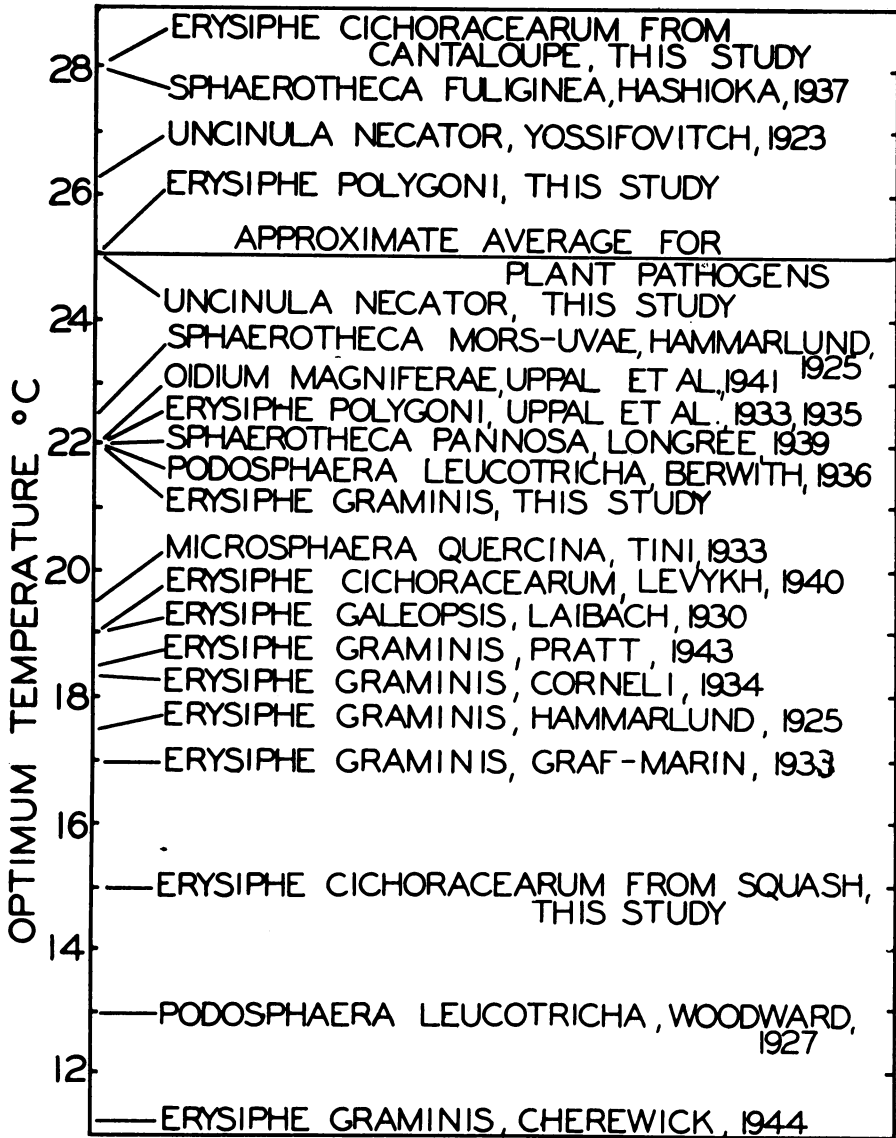 ERYSIPHE CICHORACEARUM FROM
CANTALOUPE, THIS STUDY
28
SPHAEROTHECA FULIGINEA, HASHIOKA, 1937
UNCINULA NECATOR, YOSSIFOVITCH, 1923
26
ERYSIPHE POLYGONI, THIS STUDY
APPROXIMATE AVERAGE FOR
PLANT PATHOGENS
UNCINULA NECATOR, THIS STUDY
24
SPHAEROTHECA MORS-UVAE, HAMMARLUND,
1925
OIDIUM MAGNIFERAE, UPPAL ET AL., 1941
ERYSIPHE POLYGONI, UPPAL ET AL., 1933, 1935
22
SPHAEROTHECA PANNOSA, LONGRÉE, 1939
PODOSPHAERA LEUCOTRICHA, BERWITH, 1936
ERYSIPHE GRAMINIS, THIS STUDY
OPTIMUM TEMPERATURE °C
MICROSPHAERA QUERCINA, TINI, 1933
20
ERYSIPHE CICHORACEARUM, LEVYKH, 1940
ERYSIPHE GALEOPSIS, LAIBACH, 1930
ERYSIPHE GRAMINIS, PRATT, 1943
18
ERYSIPHE GRAMINIS, CORNELI, 1934
ERYSIPHE GRAMINIS, HAMMARLUND, 1925
ERYSIPHE GRAMINIS, GRAF-MARIN, 1933
16
ERYSIPHE CICHORACEARUM FROM SQUASH,
THIS STUDY
14
PODOSPHAERA LEUCOTRICHA, WOODWARD,
1927
12
ERYSIPHE GRAMINIS, CHEREWICK, 1944